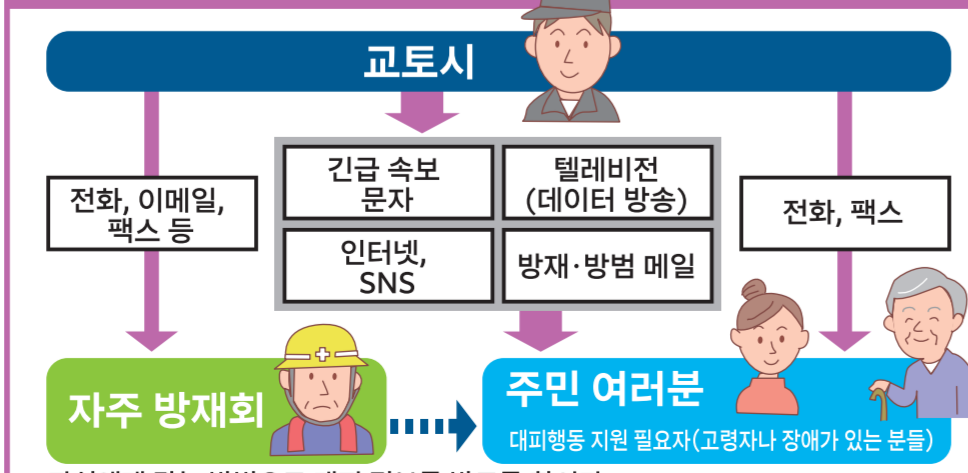 교토시
전화, 이메일,
팩스 등
긴급 속보
문자
텔레비전
(데이터 방송)
인터넷,
SNS
방재·방범 메일
전화, 팩스
자주 방재회
주민 여러분
대피행동 지원 필요자(고령자나 장애가 있는 분들)